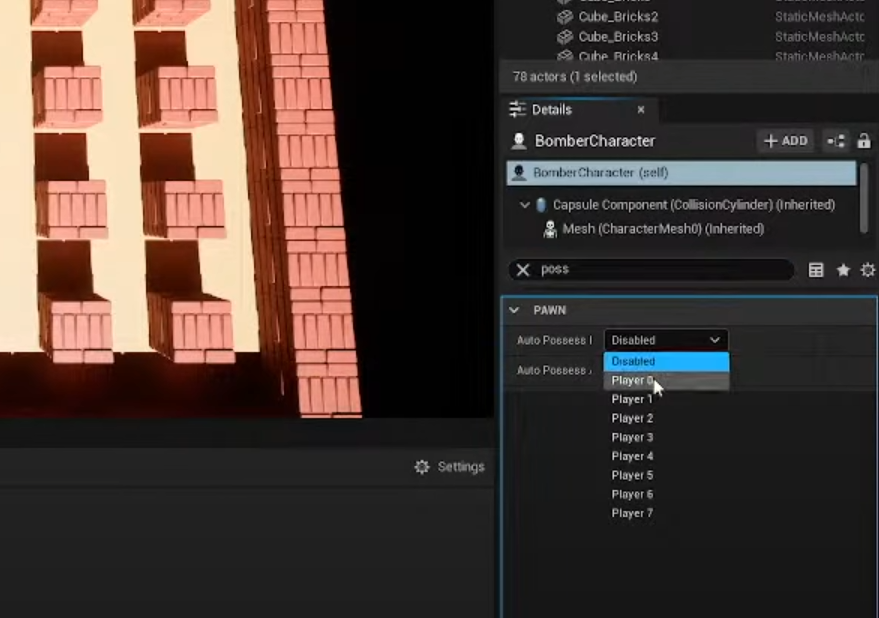 Cube_Bricks2 StaticMeshActo
Cube_Bricks3 StaticMeshActo
Cube_Bricks4 StaticMeshActo
78 actors (1 selected)
Details
BomberCharacter
+ ADD
BomberCharacter (self)
Capsule Component (CollisionCylinder) (Inherited)
Mesh (CharacterMesh0) (Inherited)
poss
PAWN
Auto Possess Disabled
Disabled
Auto Possess
Player 0
Player 1
Player 2
Player 3
Player 4
Player 5
Player 6
Player 7
Settings